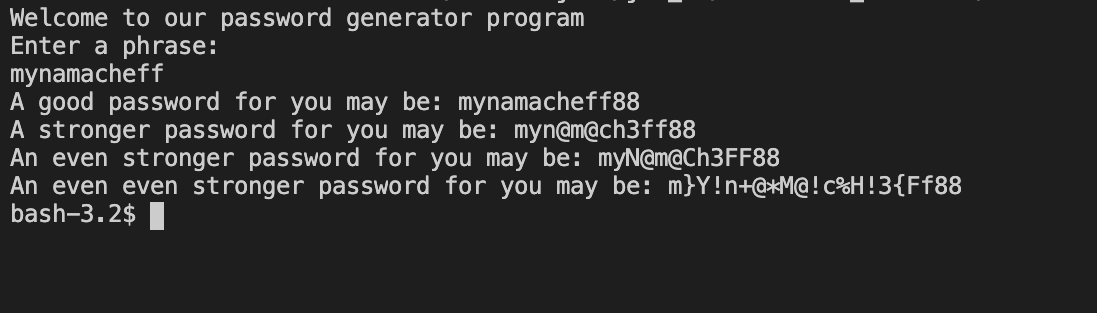 Welcome to our password generator program
Enter a phrase:
mynamacheff
A good password for you may be: mynamacheff88
A stronger password for you may be: myn@m@ch3ff88
An even stronger password for you may be: myN@m@Ch3FF88
An even even stronger password for you may be: m}Y!n+@*M@!c%H!3{Ff88
bash-3.2$